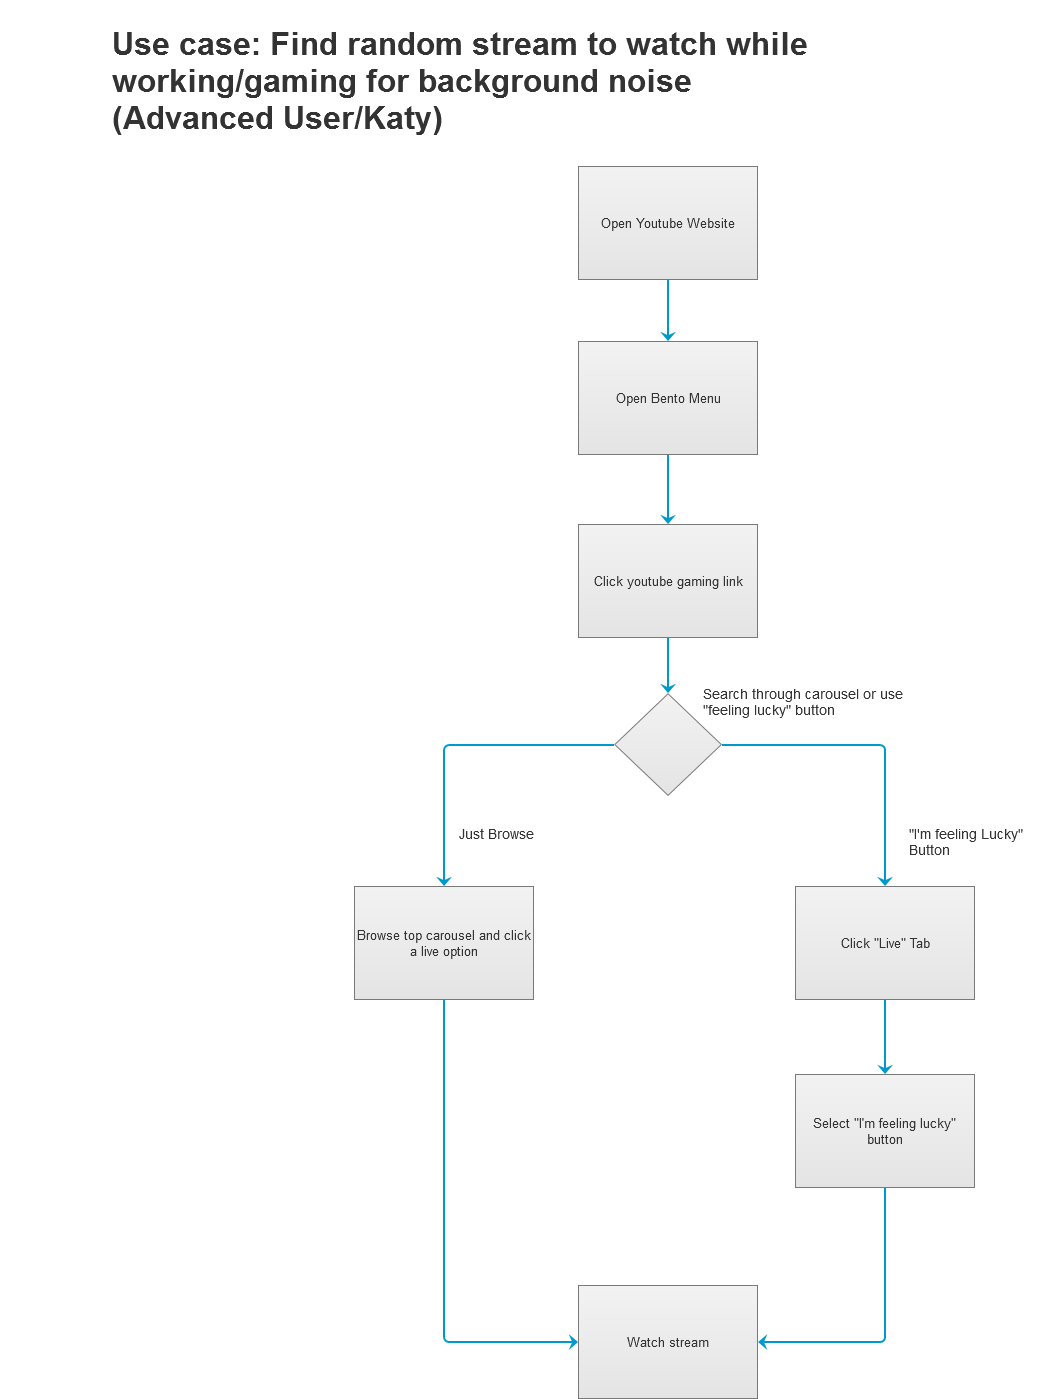 Use case: Find random stream to watch while
working/gaming for background noise
(Advanced User/Katy)
Open Youtube Website
Open Bento Menu
Click youtube gaming link
Search through carousel or use
"feeling lucky" button
Just Browse
"I'm feeling Lucky"
Button
Browse top carousel and click
a live option
Click "Live" Tab
Select "I'm feeling lucky"
button
Watch stream